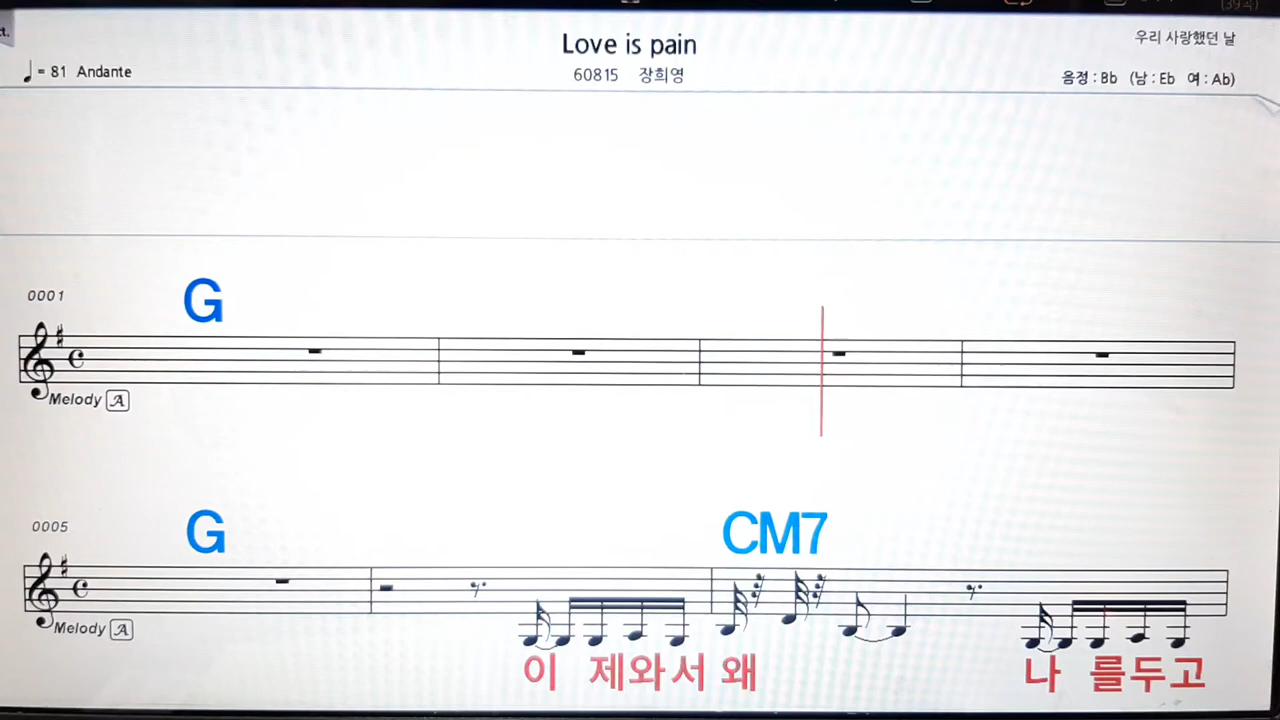 Love is pain
우리 사랑했던 날
♩ = 81 Andante
60815 장희영
음정 : Bb (남 : Eb 여 : Ab)
0001
G
Melody A
0005
G CM7
Melody A
이 제와서 왜 나 를두고